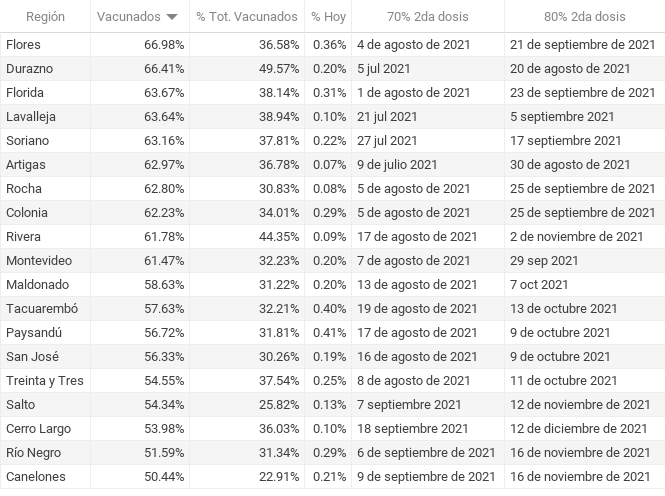 Región Vacunados % Tot. Vacunados % Hoy 70% 2da dosis 80% 2da dosis
Flores 66.98% 36.58% 0.36% 4 de agosto de 2021 21 de septiembre de 2021
Durazno 66.41% 49.57% 0.20% 5 jul 2021 20 de agosto de 2021
Florida 63.67% 38.14% 0.31% 1 de agosto de 2021 23 de septiembre de 2021
Lavalleja 63.64% 38.94% 0.10% 21 jul 2021 5 septiembre 2021
Soriano 63.16% 37.81% 0.22% 27 jul 2021 17 septiembre 2021
Artigas 62.97% 36.78% 0.07% 9 de julio 2021 30 de agosto de 2021
Rocha 62.80% 30.83% 0.08% 5 de agosto de 2021 25 de septiembre de 2021
Colonia 62.23% 34.01% 0.29% 5 de agosto de 2021 25 de septiembre de 2021
Rivera 61.78% 44.35% 0.09% 17 de agosto de 2021 2 de noviembre de 2021
Montevideo 61.47% 32.23% 0.20% 7 de agosto de 2021 29 sep 2021
Maldonado 58.63% 31.22% 0.20% 13 de agosto de 2021 7 oct 2021
Tacuarembó 57.63% 32.21% 0.40% 19 de agosto de 2021 13 de octubre 2021
Paysandú 56.72% 31.81% 0.41% 17 de agosto de 2021 9 de octubre 2021
San José 56.33% 30.26% 0.19% 16 de agosto de 2021 9 de octubre 2021
Treinta y Tres 54.55% 37.54% 0.25% 8 de agosto de 2021 11 de octubre 2021
Salto 54.34% 25.82% 0.13% 7 septiembre 2021 12 de noviembre de 2021
Cerro Largo 53.98% 36.03% 0.10% 18 septiembre 2021 12 de diciembre de 2021
Río Negro 51.59% 31.34% 0.29% 6 de septiembre de 2021 16 de noviembre de 2021
Canelones 50.44% 22.91% 0.21% 9 de septiembre de 2021 16 de noviembre de 2021